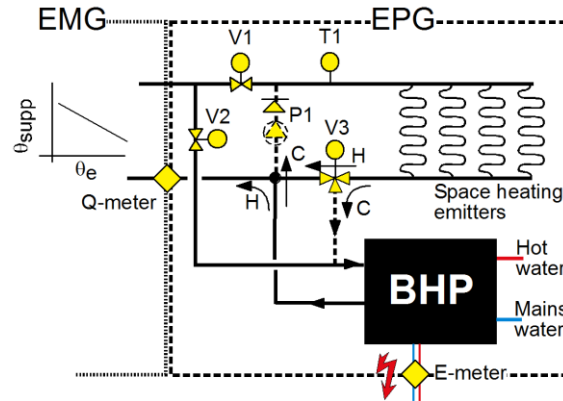 EMG
EPG
V1
T1
θsupp
V2
P1
V3
H
C
θe
Q-meter
H
C
Space heating
emitters
BHP
Hot
water
Mains
water
E-meter